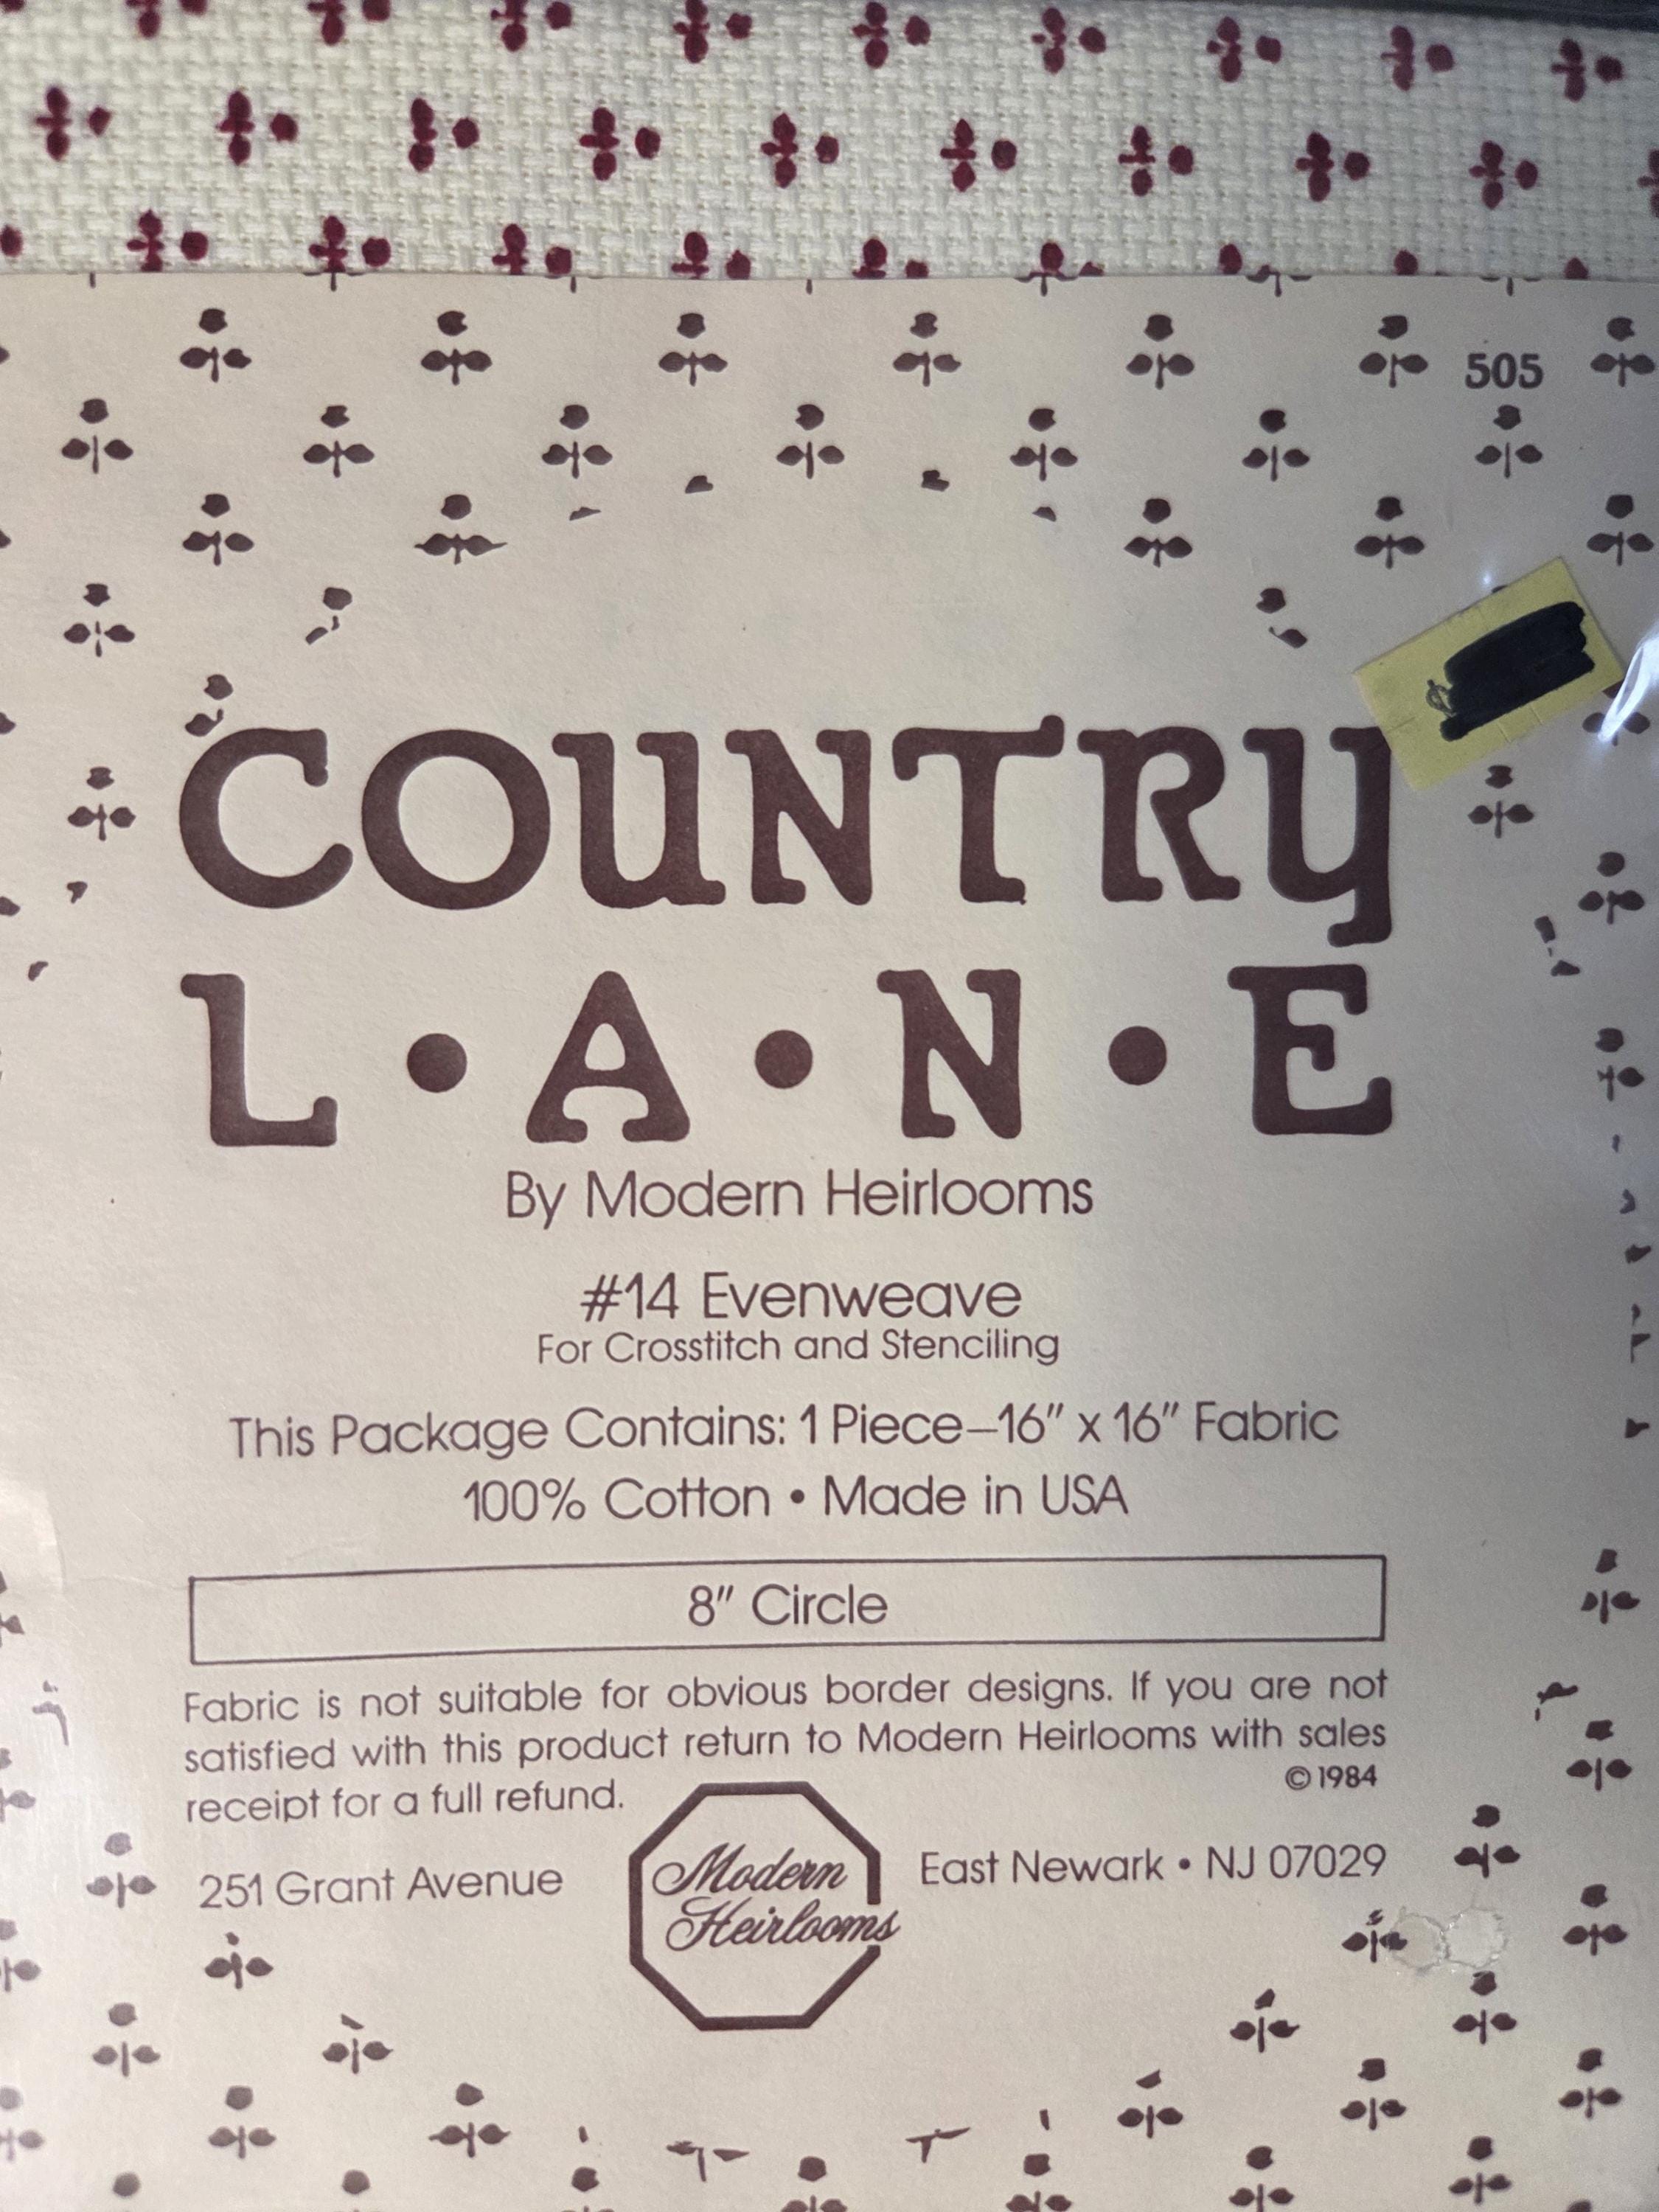 505
COUNTRY
L•A•N•E
By Modern Heirlooms
#14 Evenweave
For Crosstitch and Stenciling
This Package Contains: 1 Piece–16" x 16" Fabric
100% Cotton • Made in USA
8" Circle
Fabric is not suitable for obvious border designs. If you are not
satisfied with this product return to Modern Heirlooms with sales
receipt for a full refund.
©1984
251 Grant Avenue
Modern
Heirlooms
East Newark • NJ 07029